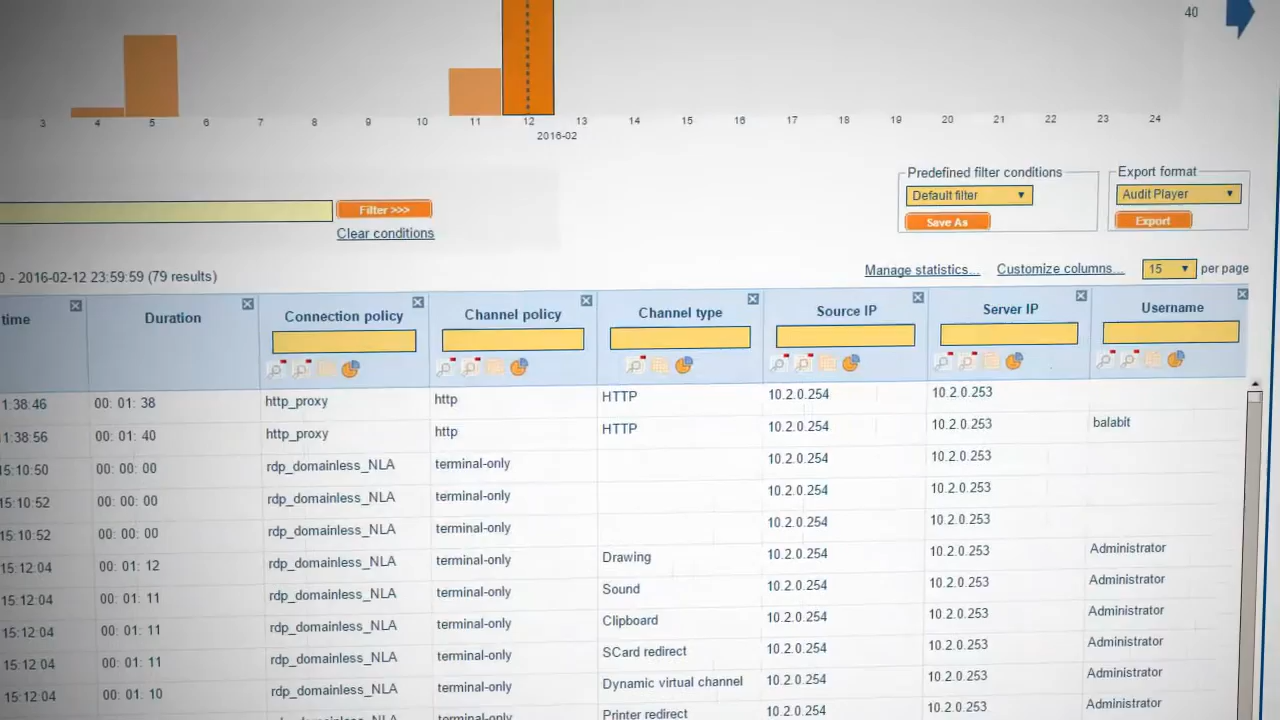 40
3 4 5 6 7 8 9 10 11 12 13 14 15 16 17 18 19 20 21 22 23 24
2016-02
Predefined filter conditions Export format
Default filter Audit Player
Filter >>> Save As Export
Clear conditions
0 - 2016-02-12 23:59:59 (79 results) Manage statistics... Customize columns... 15 per page
time Duration Connection policy Channel policy Channel type Source IP Server IP Username
1:38:46 00: 01: 38 http_proxy http HTTP 10.2.0.254 10.2.0.253
1:38:56 00: 01: 40 http_proxy http HTTP 10.2.0.254 10.2.0.253 balabit
15:10:50 00: 00: 00 rdp_domainless_NLA terminal-only 10.2.0.254 10.2.0.253
15:10:52 00: 00: 00 rdp_domainless_NLA terminal-only 10.2.0.254 10.2.0.253
15:10:52 00: 00: 00 rdp_domainless_NLA terminal-only 10.2.0.254 10.2.0.253
15:12:04 00: 01: 12 rdp_domainless_NLA terminal-only Drawing 10.2.0.254 10.2.0.253 Administrator
15:12:04 00: 01: 11 rdp_domainless_NLA terminal-only Sound 10.2.0.254 10.2.0.253 Administrator
15:12:04 00: 01: 11 rdp_domainless_NLA terminal-only Clipboard 10.2.0.254 10.2.0.253 Administrator
15:12:04 00: 01: 11 rdp_domainless_NLA terminal-only SCard redirect 10.2.0.254 10.2.0.253 Administrator
15:12:04 00: 01: 10 rdp_domainless_NLA terminal-only Dynamic virtual channel 10.2.0.254 10.2.0.253 Administrator
rdp_domainless_NLA terminal-only Printer redirect 10.2.0.254 10.2.0.253 Administrator